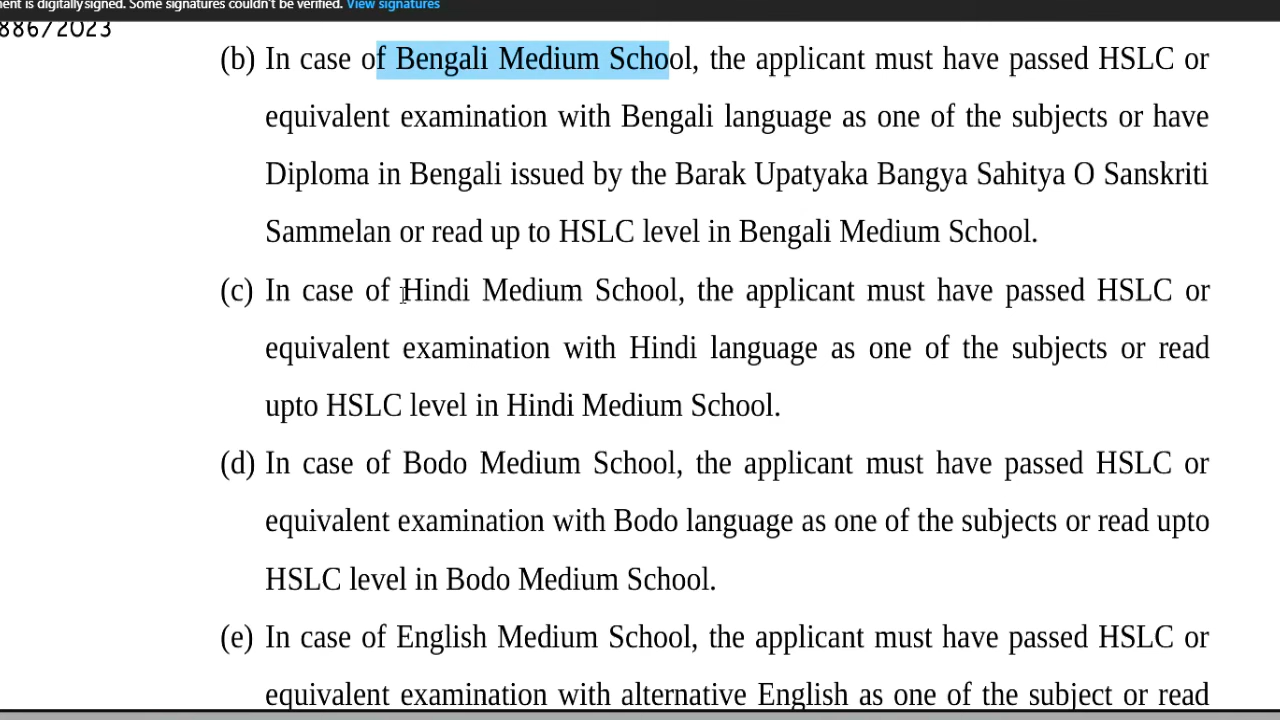 ment is digitally signed. Some signatures couldn't be verified. View signatures
886/2023
(b) In case of Bengali Medium School, the applicant must have passed HSLC or
equivalent examination with Bengali language as one of the subjects or have
Diploma in Bengali issued by the Barak Upatyaka Bangya Sahitya O Sanskriti
Sammelan or read up to HSLC level in Bengali Medium School.
(c) In case of Hindi Medium School, the applicant must have passed HSLC or
equivalent examination with Hindi language as one of the subjects or read
upto HSLC level in Hindi Medium School.
(d) In case of Bodo Medium School, the applicant must have passed HSLC or
equivalent examination with Bodo language as one of the subjects or read upto
HSLC level in Bodo Medium School.
(e) In case of English Medium School, the applicant must have passed HSLC or
equivalent examination with alternative English as one of the subject or read